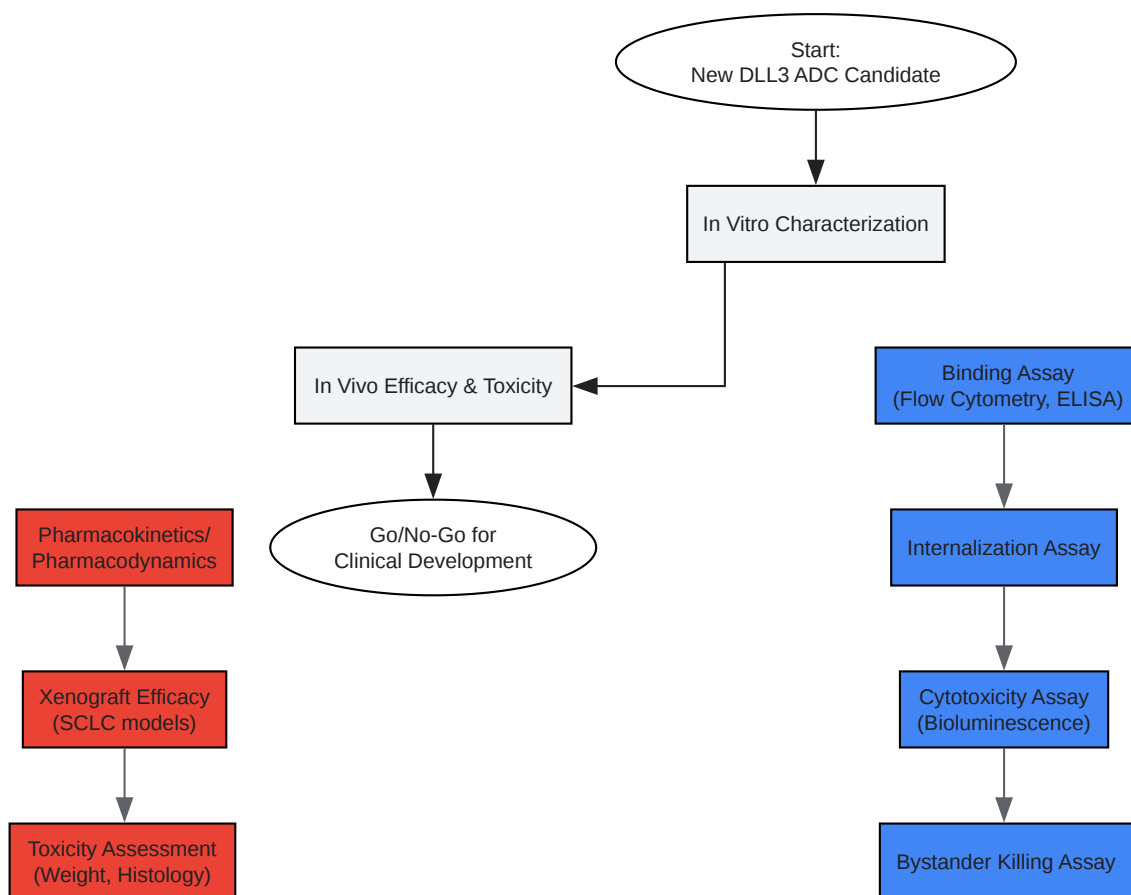 Start:
New DLL3 ADC Candidate
In Vitro Characterization
In Vivo Efficacy & Toxicity
Binding Assay
(Flow Cytometry, ELISA)
Pharmacokinetics/
Pharmacodynamics
Go/No-Go for
Clinical Development
Internalization Assay
Xenograft Efficacy
(SCLC models)
Cytotoxicity Assay
(Bioluminescence)
Toxicity Assessment
(Weight, Histology)
Bystander Killing Assay